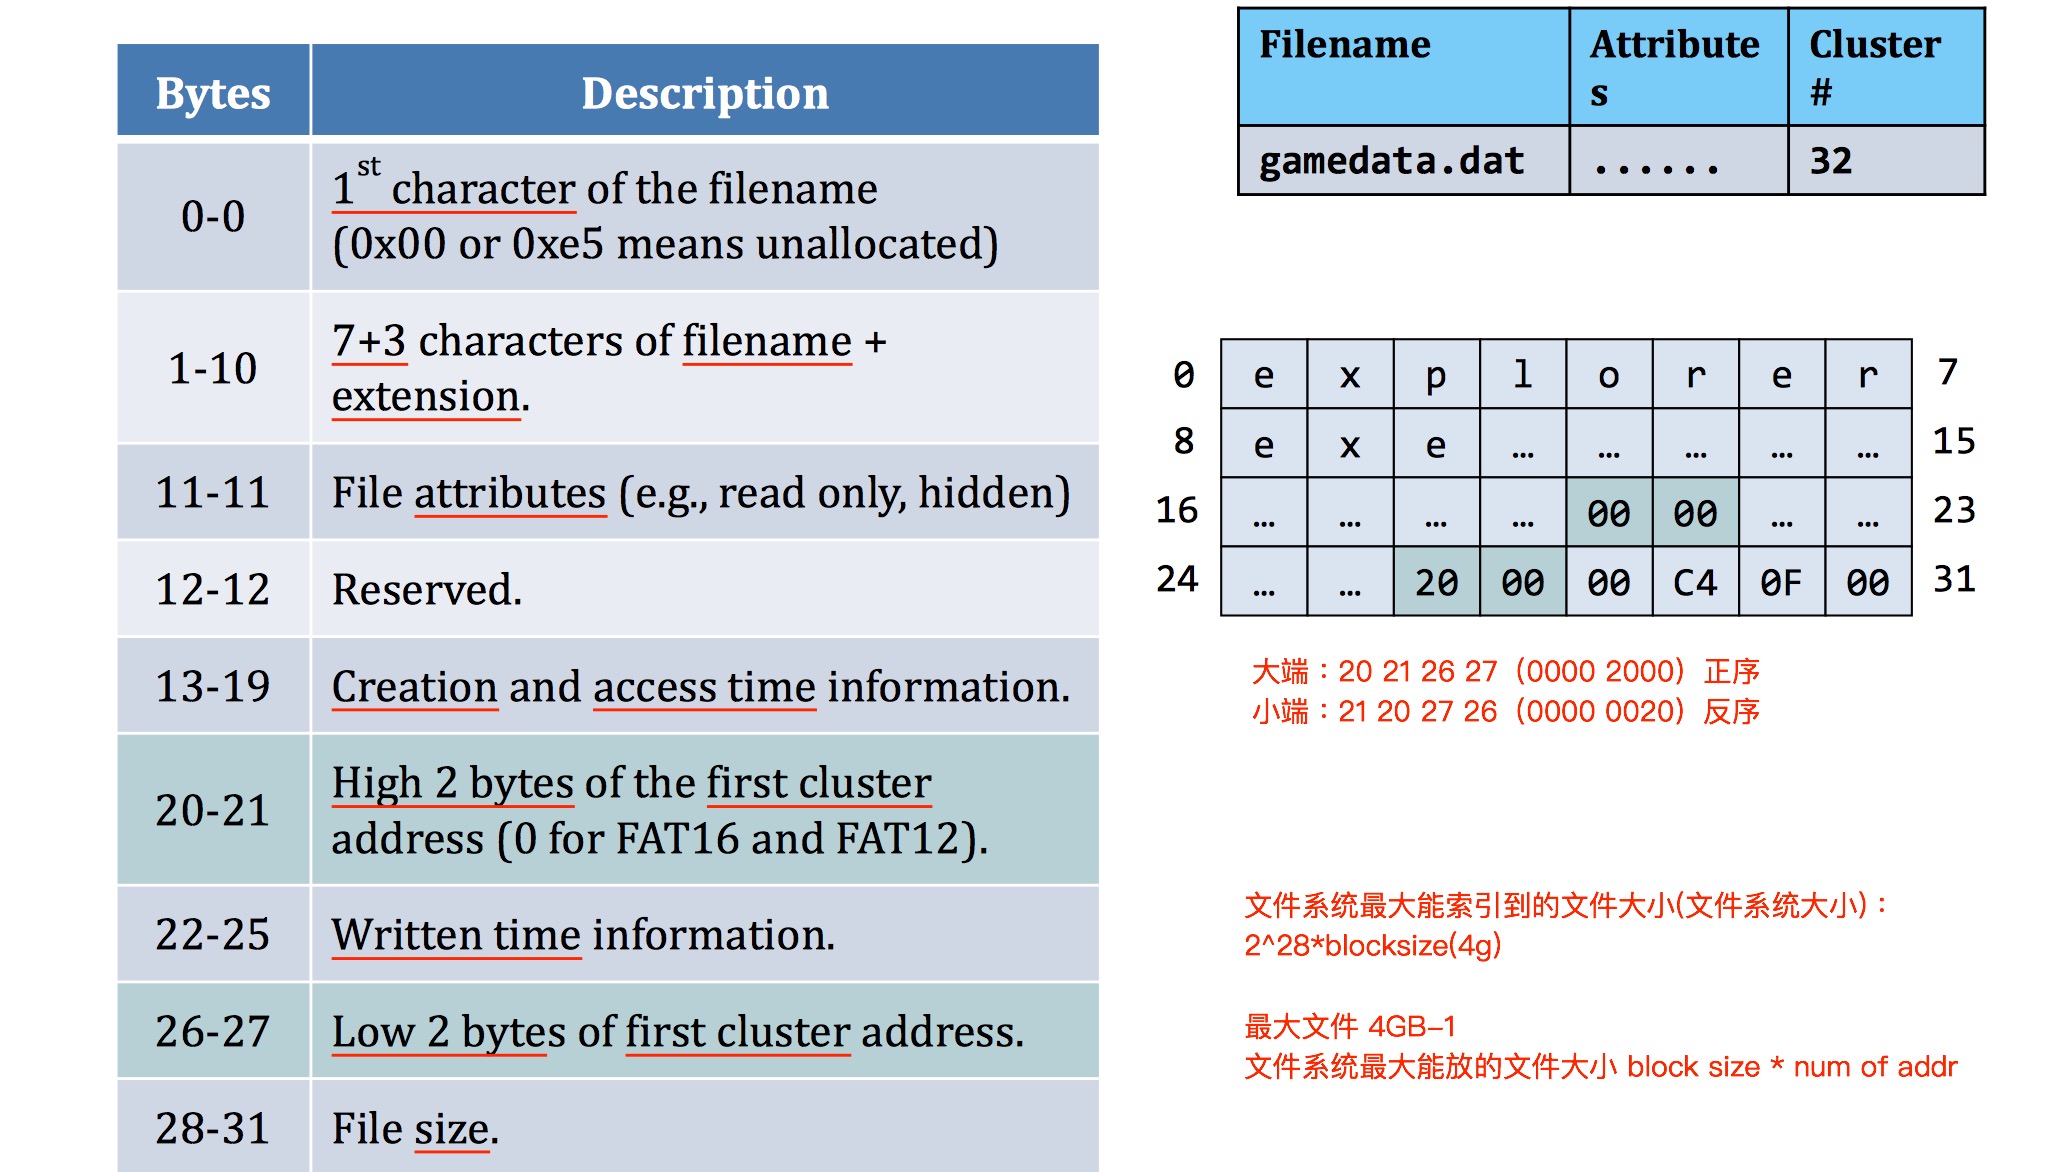 Bytes Description
0-0 1st character of the filename
(0x00 or 0xe5 means unallocated)
1-10 7+3 characters of filename +
extension.
11-11 File attributes (e.g., read only, hidden)
12-12 Reserved.
13-19 Creation and access time information.
20-21 High 2 bytes of the first cluster
address (0 for FAT16 and FAT12).
22-25 Written time information.
26-27 Low 2 bytes of first cluster address.
28-31 File size.
Filename Attribute Cluster
s #
gamedata.dat ...... 32
0 e x p l o r e r 7
8 e x e … … … … … 15
16 … … … … 00 00 … … 23
24 … … 20 00 00 C4 0F 00 31
大端：20 21 26 27（0000 2000）正序
小端：21 20 27 26（0000 0020）反序
文件系统最大能索引到的文件大小(文件系统大小)：
2^28*blocksize(4g)
最大文件 4GB-1
文件系统最大能放的文件大小 block size * num of addr